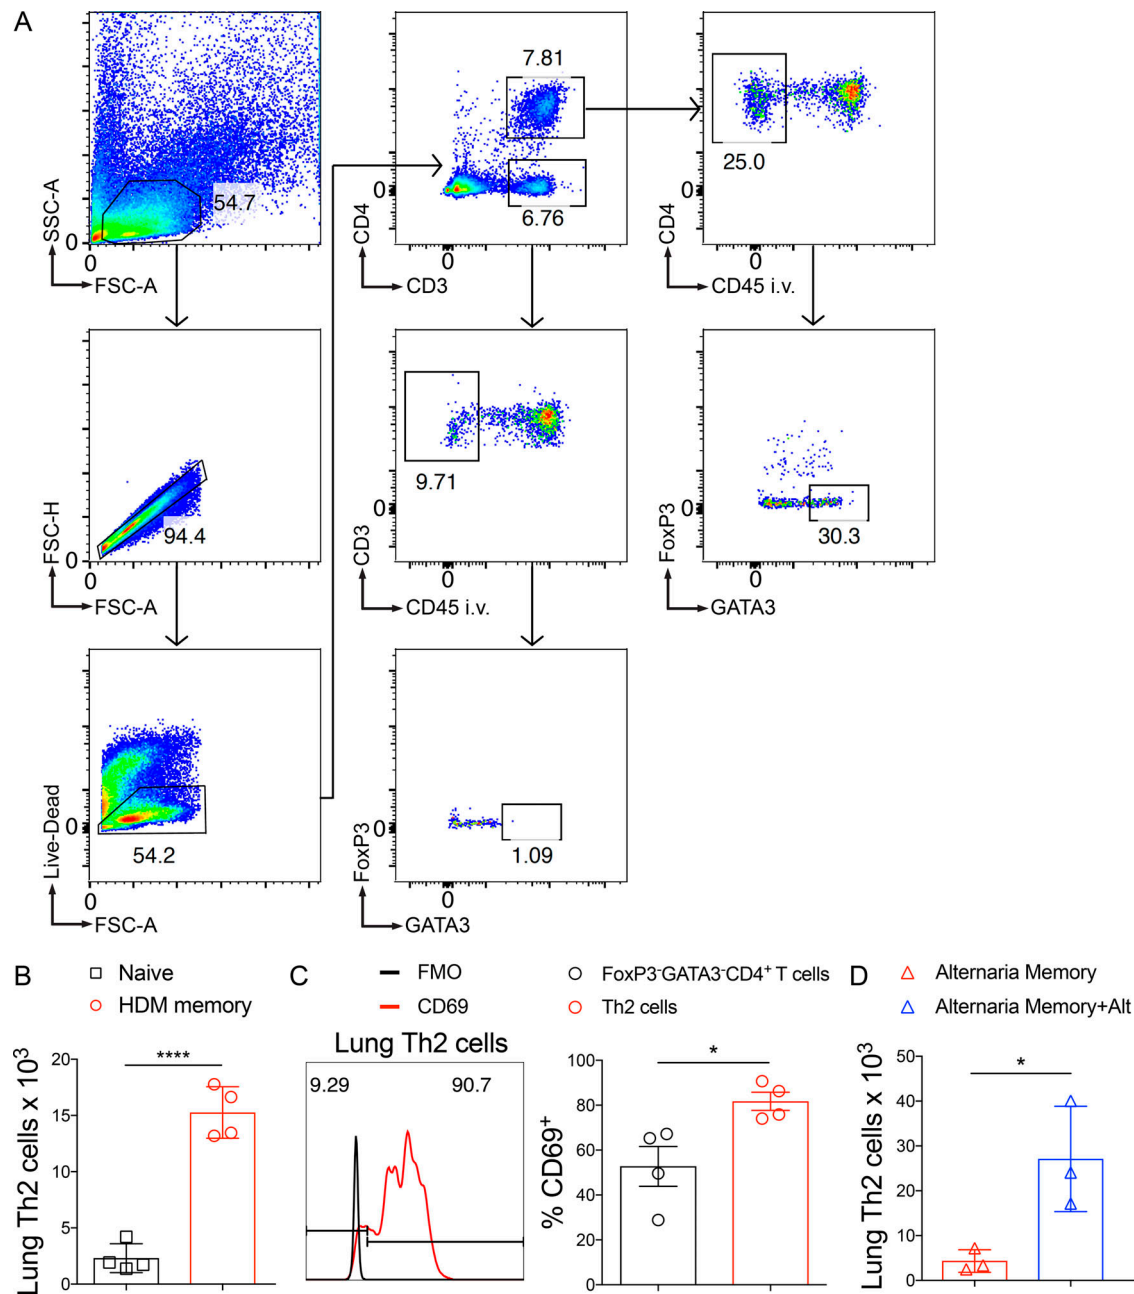 A
SSC-A
54.7
0
0
FSC-A
7.81
6.76
CD4
0
0
CD3
25.0
CD4
0
0
CD45 i.v.
FSC-H
94.4
0
0
FSC-A
9.71
CD3
0
0
CD45 i.v.
FoxP3
0
30.3
0
GATA3
Live-Dead
0
54.2
0
FSC-A
FoxP3
0
1.09
0
GATA3
B
Naive
HDM memory
Lung Th2 cells x 10³
20
15
10
5
0
****
C
FMO
CD69
Lung Th2 cells
9.29 90.7
FoxP3⁻GATA3⁻CD4⁺ T cells
Th2 cells
% CD69⁺
100
80
60
40
20
0
*
D
Alternaria Memory
Alternaria Memory+Alt
Lung Th2 cells x 10³
50
40
30
20
10
0
*